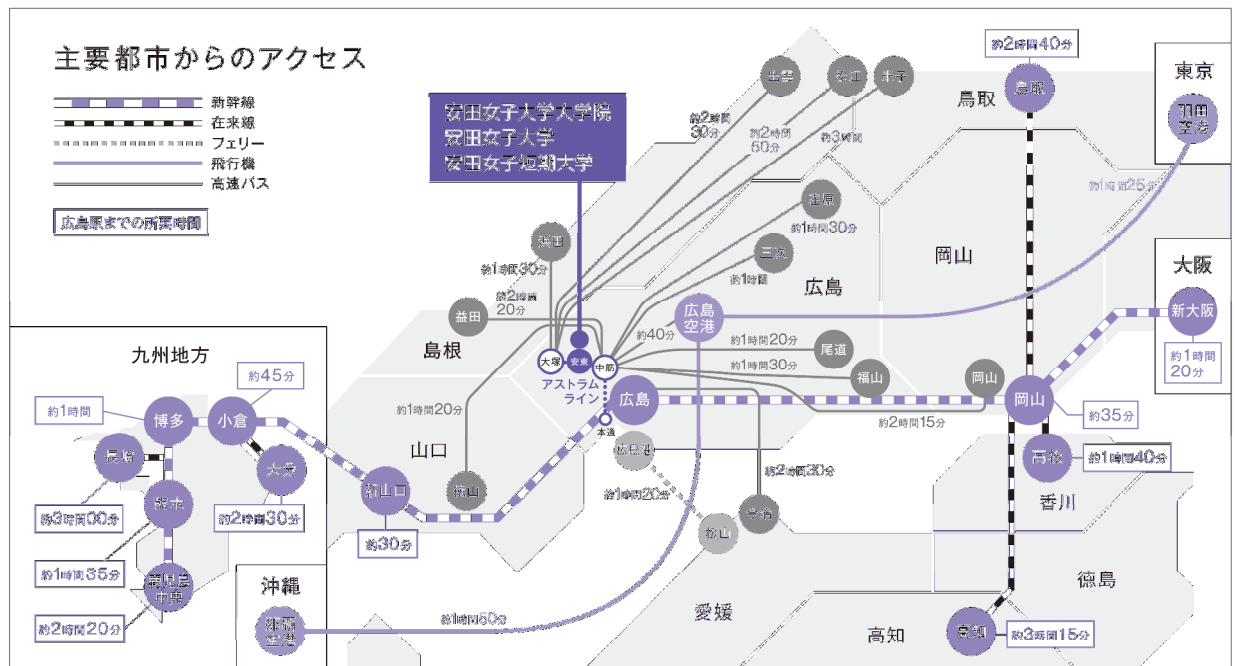 主要都市からのアクセス
新幹線
在来線
フェリー
飛行機
高速バス
広島駅までの所要時間
安田女子大学大学院
安田女子大学
安田女子短期大学
出雲
松江
米子
約2時間
30分
約2時間
50分
約3時間
鳥取
約2時間40分
鳥取
東京
羽田
空港
約1時間25分
浜田
約1時間30分
庄原
約1時間30分
三次
約1時間
広島
岡山
大阪
新大阪
約1時間
20分
益田
約2時間
20分
島根
大塚
安東
中筋
アストラム
ライン
本通
約40分
広島
空港
約1時間20分
尾道
約1時間30分
福山
岡山
約2時間15分
広島
岡山
約35分
九州地方
約45分
約1時間
博多
小倉
長崎
大分
熊本
約3時間00分
約2時間30分
約1時間35分
鹿児島
中央
約2時間20分
山口
約1時間20分
徳山
新山口
約30分
広島港
約1時間20分
松山
約2時間30分
今治
高松
約1時間40分
香川
徳島
愛媛
高知
高知
約3時間15分
沖縄
那覇
空港
約1時間50分